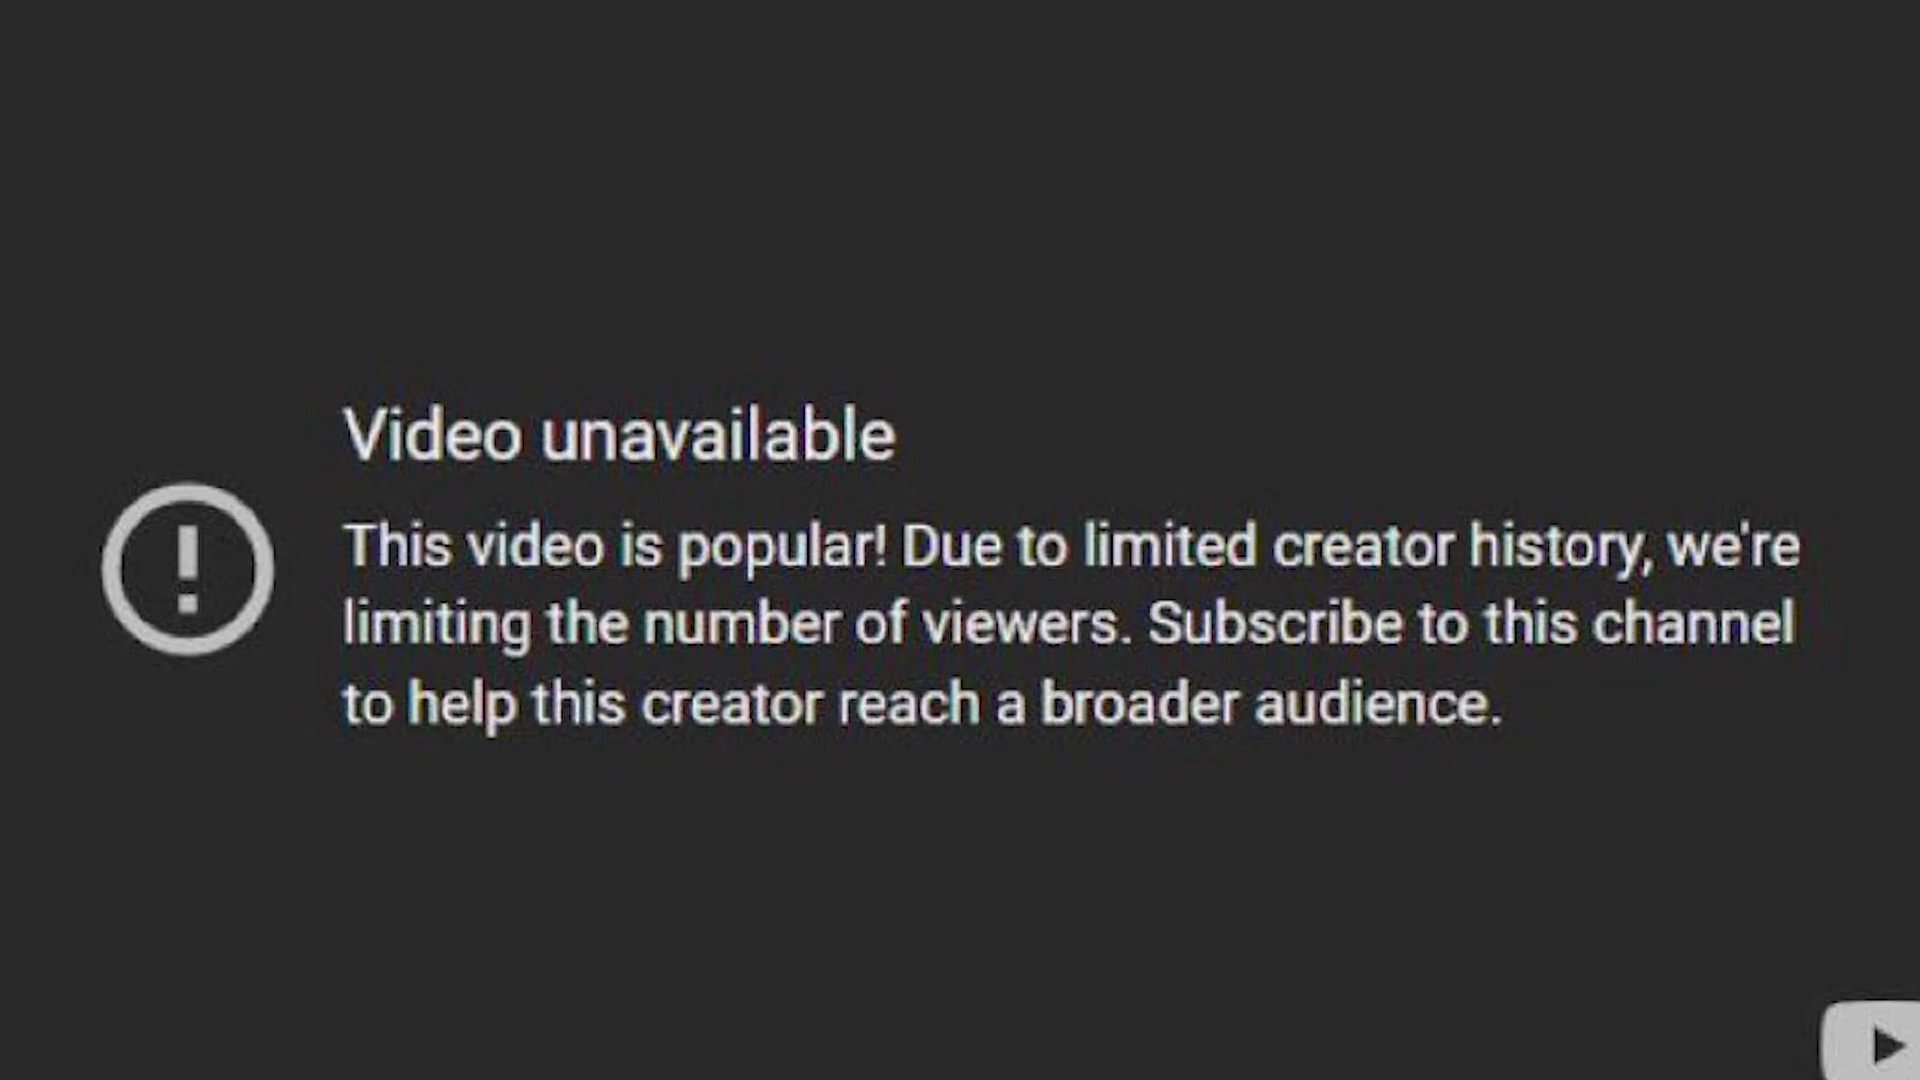 Video unavailable
This video is popular! Due to limited creator history, we're
limiting the number of viewers. Subscribe to this channel
to help this creator reach a broader audience.